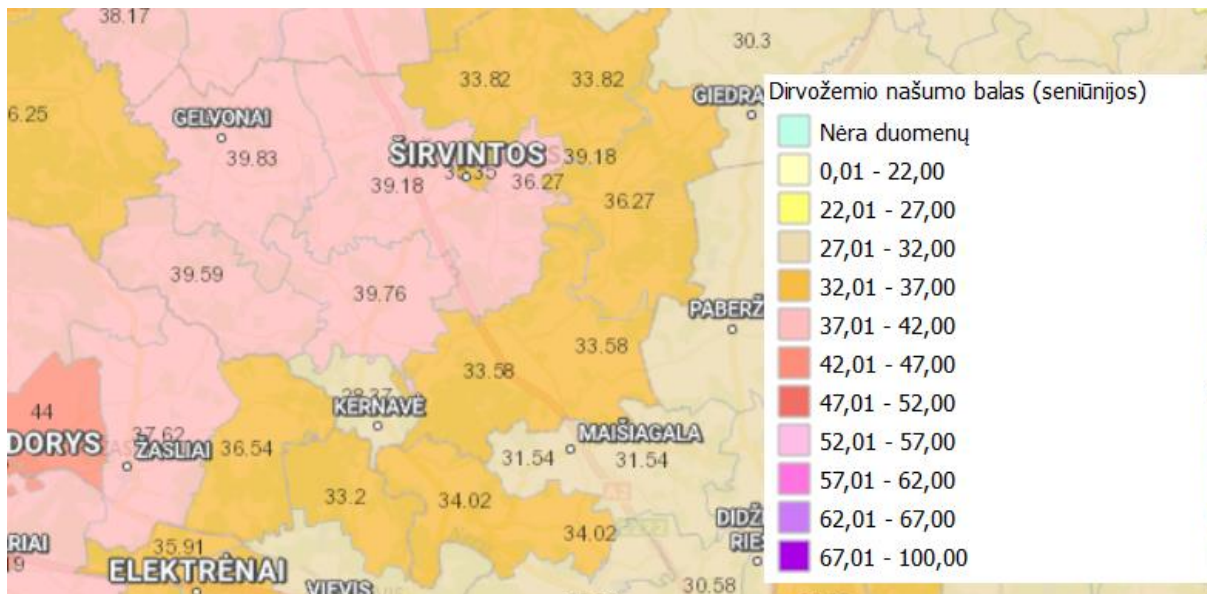 38.17
30.3
33.82
33.82
6.25
GELVONAI
GIEDRA
39.83
ŠIRVINTOS
39.18
39.18
36.27
36.27
39.59
39.76
PABERŽ
33.58
33.58
KERNAVĖ
44
DORYS
37.62
ŽASLIAI
36.54
MAIŠIAGALA
31.54
31.54
33.2
34.02
34.02
DIDŽ
RIE
RIAI
19
35.91
ELEKTRĖNAI
VIEVIS
30.58
Dirvožemio našumo balas (seniūnijos)
Nėra duomenų
0,01 - 22,00
22,01 - 27,00
27,01 - 32,00
32,01 - 37,00
37,01 - 42,00
42,01 - 47,00
47,01 - 52,00
52,01 - 57,00
57,01 - 62,00
62,01 - 67,00
67,01 - 100,00